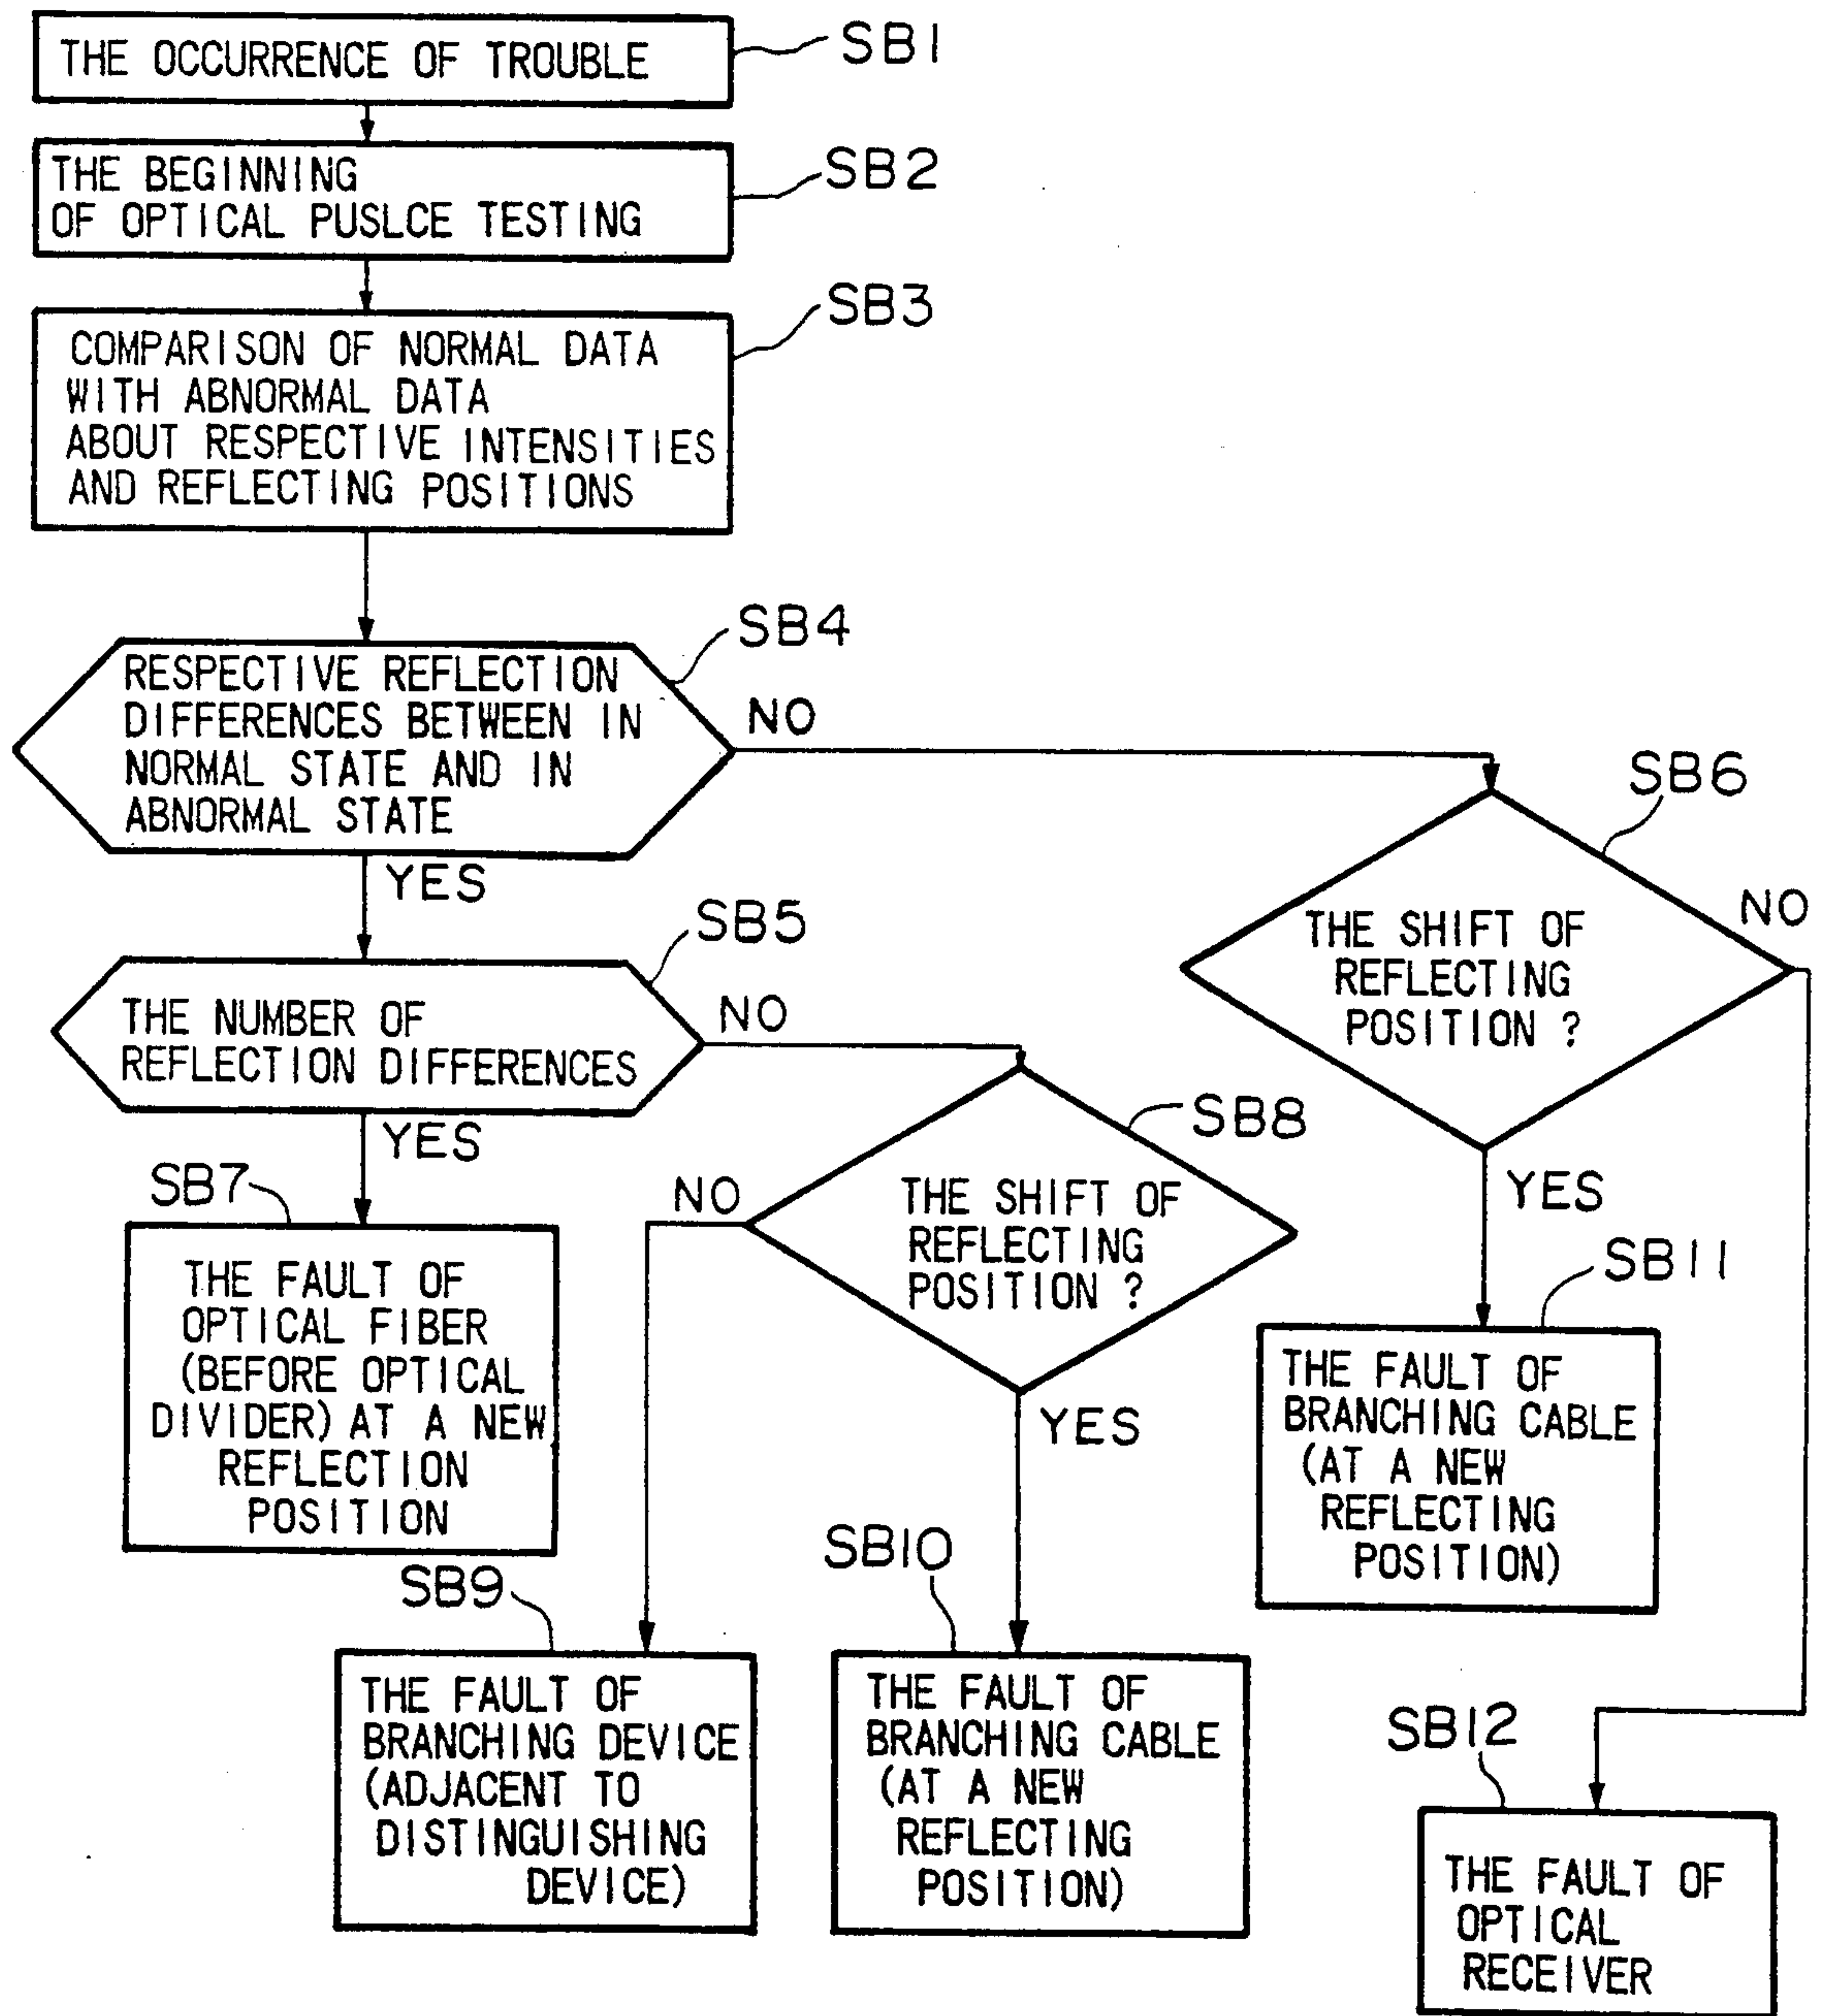 THE OCCURRENCE OF TROUBLE
SB1
THE BEGINNING
OF OPTICAL PUSLCE TESTING
SB2
COMPARISON OF NORMAL DATA
WITH ABNORMAL DATA
ABOUT RESPECTIVE INTENSITIES
AND REFLECTING POSITIONS
SB3
RESPECTIVE REFLECTION
DIFFERENCES BETWEEN IN
NORMAL STATE AND IN
ABNORMAL STATE
SB4
NO
YES
THE NUMBER OF
REFLECTION DIFFERENCES
SB5
NO
YES
THE SHIFT OF
REFLECTING
POSITION ?
SB6
NO
YES
SB7
THE FAULT OF
OPTICAL FIBER
(BEFORE OPTICAL
DIVIDER) AT A NEW
REFLECTION
POSITION
THE SHIFT OF
REFLECTING
POSITION ?
SB8
NO
YES
SB9
THE FAULT OF
BRANCHING DEVICE
(ADJACENT TO
DISTINGUISHING
DEVICE)
SB10
THE FAULT OF
BRANCHING CABLE
(AT A NEW
REFLECTING
POSITION)
SB11
THE FAULT OF
BRANCHING CABLE
(AT A NEW
REFLECTING
POSITION)
SB12
THE FAULT OF
OPTICAL
RECEIVER